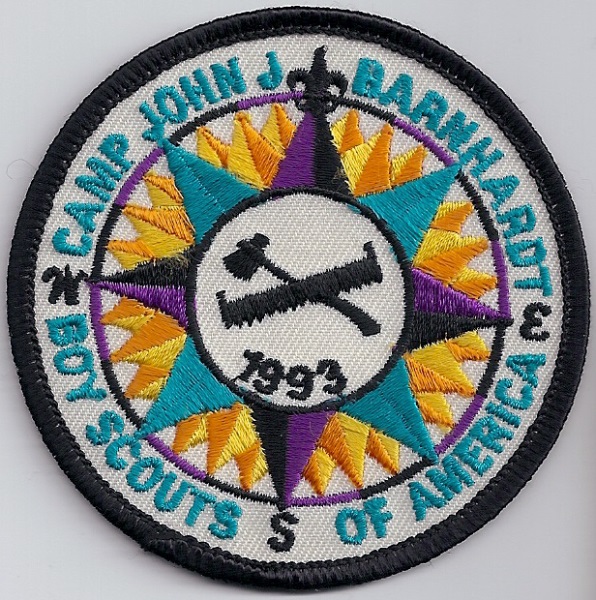 CAMP JOHN J BARNHARDT
W
E
1993
BOY SCOUTS OF AMERICA
S